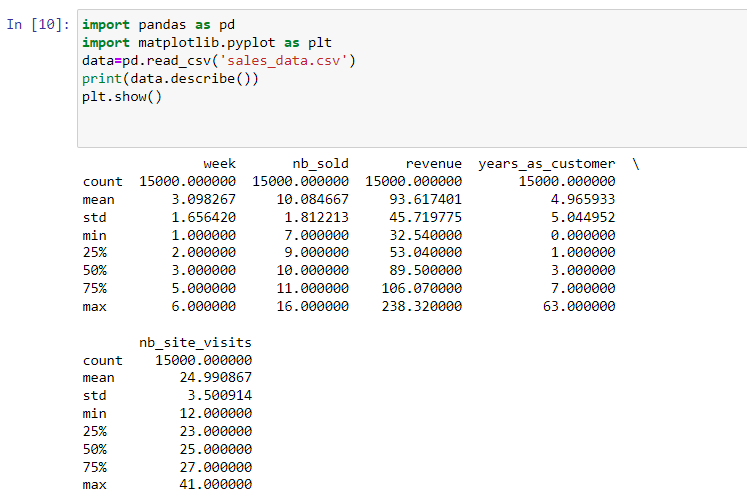 In [10]: import pandas as pd
import matplotlib.pyplot as plt
data=pd.read_csv('sales_data.csv')
print(data.describe())
plt.show()
week nb_sold revenue years_as_customer \
count 15000.000000 15000.000000 15000.000000 15000.000000
mean 3.098267 10.084667 93.617401 4.965933
std 1.656420 1.812213 45.719775 5.044952
min 1.000000 7.000000 32.540000 0.000000
25% 2.000000 9.000000 53.040000 1.000000
50% 3.000000 10.000000 89.500000 3.000000
75% 5.000000 11.000000 106.070000 7.000000
max 6.000000 16.000000 238.320000 63.000000
nb_site_visits
count 15000.000000
mean 24.990867
std 3.500914
min 12.000000
25% 23.000000
50% 25.000000
75% 27.000000
max 41.000000